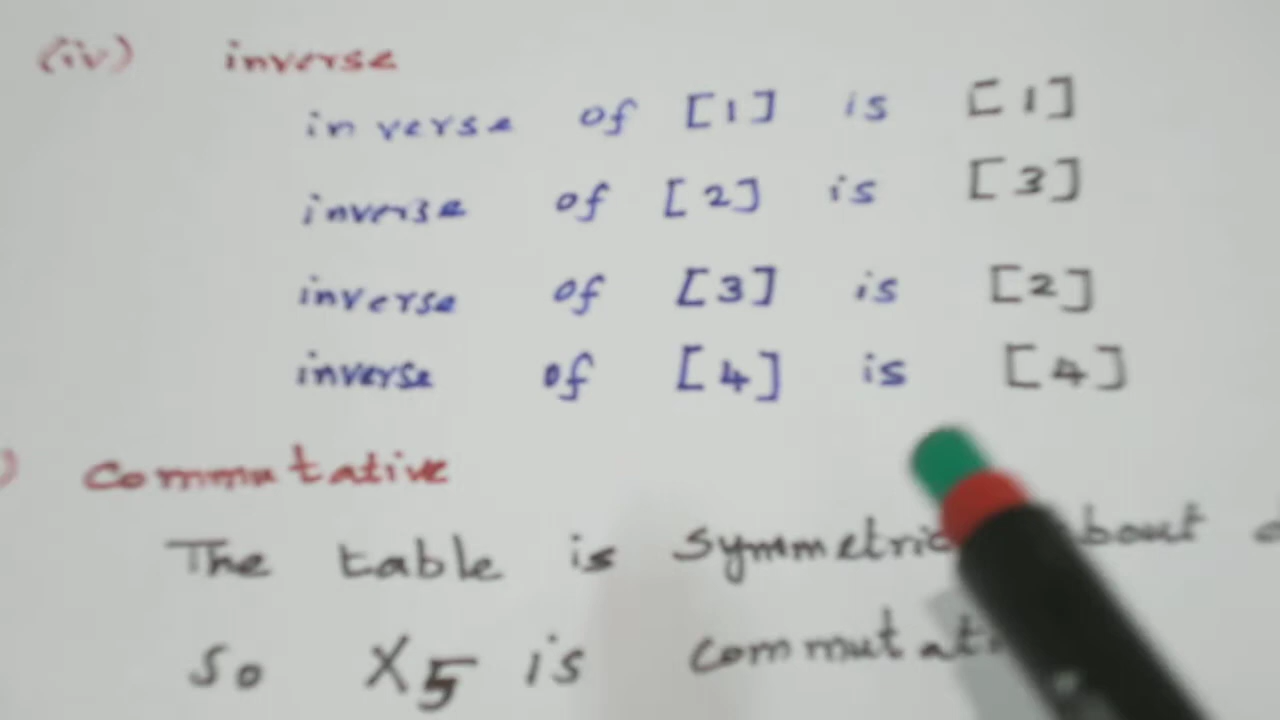 (iv) inverse
inverse of [1] is [1]
inverse of [2] is [3]
inverse of [3] is [2]
inverse of [4] is [4]
) Commutative
The table is symmetric about
so X5 is